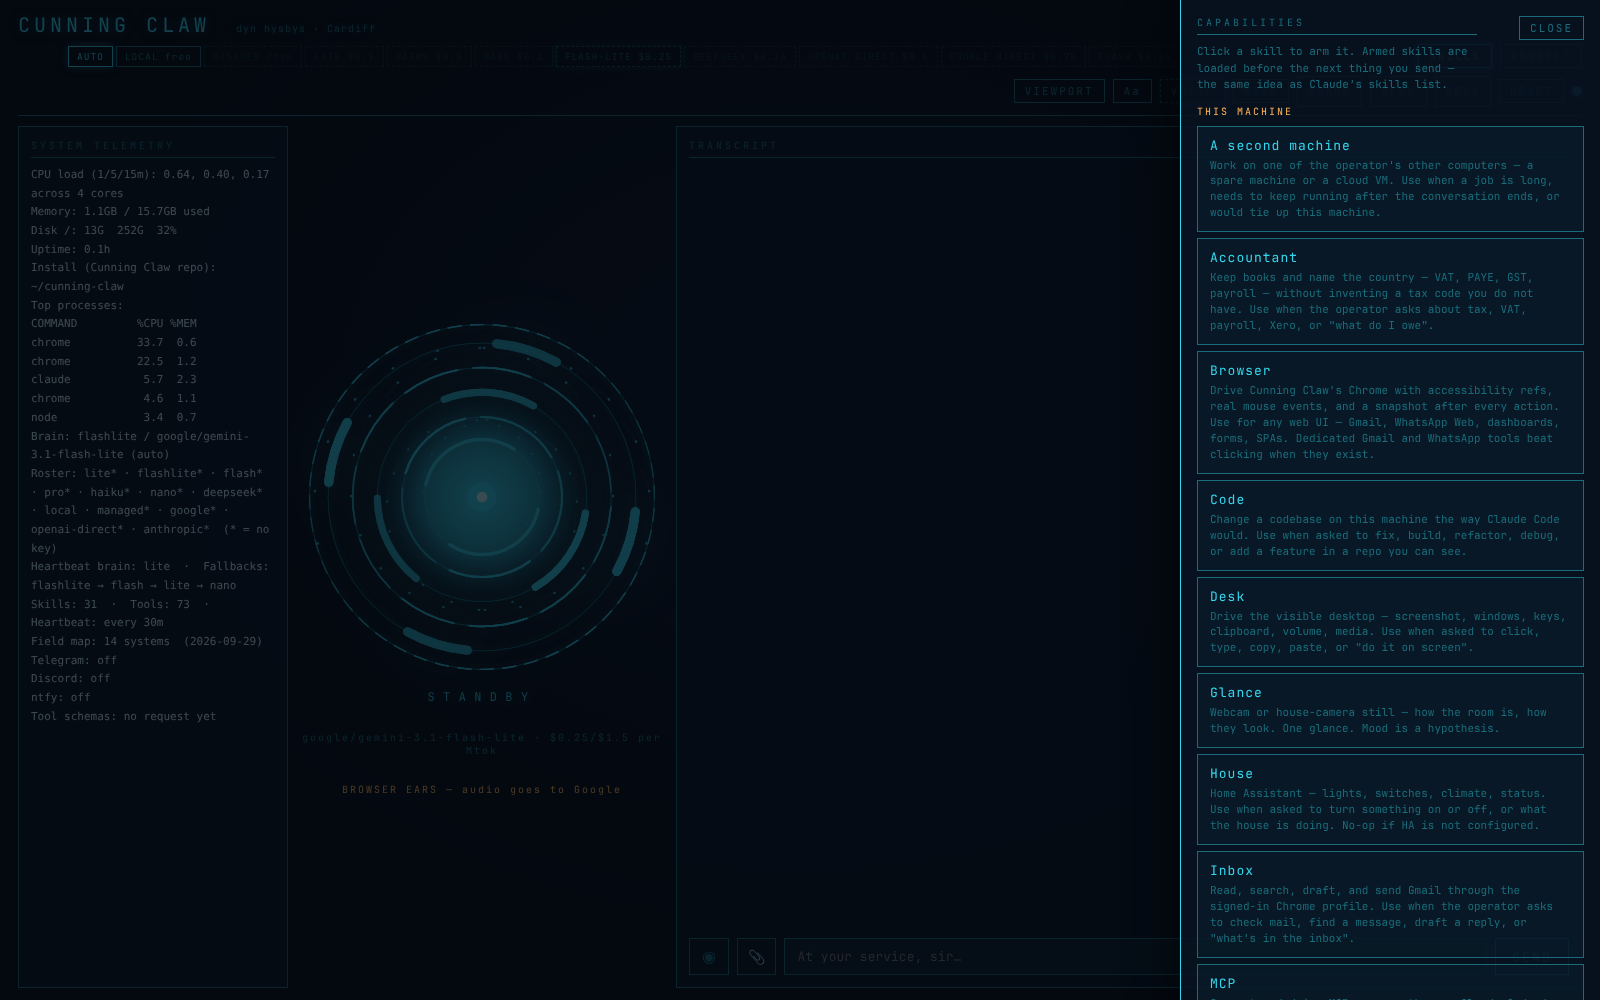 CUNNING CLAW
dyn hysbys · Cardiff
AUTO
LOCAL free
FLASH-LITE $0.25
VIEWPORT
Aa
SYSTEM TELEMETRY
CPU load (1/5/15m): 0.64, 0.40, 0.17
across 4 cores
Memory: 1.1GB / 15.7GB used
Disk /: 13G 252G 32%
Uptime: 0.1h
Install (Cunning Claw repo):
~/cunning-claw
Top processes:
COMMAND %CPU %MEM
chrome 33.7 0.6
chrome 22.5 1.2
claude 5.7 2.3
chrome 4.6 1.1
node 3.4 0.7
Brain: flashlite / google/gemini-
3.1-flash-lite (auto)
Roster: lite* · flashlite* · flash*
· pro* · haiku* · nano* · deepseek*
· local · managed* · google* ·
openai-direct* · anthropic* (* = no
key)
Heartbeat brain: lite · Fallbacks:
flashlite → flash → lite → nano
Skills: 31 · Tools: 73 ·
Heartbeat: every 30m
Field map: 14 systems (2026-09-29)
Telegram: off
Discord: off
ntfy: off
Tool schemas: no request yet
STANDBY
google/gemini-3.1-flash-lite · $0.25/$1.5 per
Mtok
BROWSER EARS — audio goes to Google
TRANSCRIPT
At your service, sir…
CAPABILITIES
CLOSE
Click a skill to arm it. Armed skills are
loaded before the next thing you send —
the same idea as Claude's skills list.
THIS MACHINE
A second machine
Work on one of the operator's other computers — a
spare machine or a cloud VM. Use when a job is long,
needs to keep running after the conversation ends, or
would tie up this machine.
Accountant
Keep books and name the country — VAT, PAYE, GST,
payroll — without inventing a tax code you do not
have. Use when the operator asks about tax, VAT,
payroll, Xero, or "what do I owe".
Browser
Drive Cunning Claw's Chrome with accessibility refs,
real mouse events, and a snapshot after every action.
Use for any web UI — Gmail, WhatsApp Web, dashboards,
forms, SPAs. Dedicated Gmail and WhatsApp tools beat
clicking when they exist.
Code
Change a codebase on this machine the way Claude Code
would. Use when asked to fix, build, refactor, debug,
or add a feature in a repo you can see.
Desk
Drive the visible desktop — screenshot, windows, keys,
clipboard, volume, media. Use when asked to click,
type, copy, paste, or "do it on screen".
Glance
Webcam or house-camera still — how the room is, how
they look. One glance. Mood is a hypothesis.
House
Home Assistant — lights, switches, climate, status.
Use when asked to turn something on or off, or what
the house is doing. No-op if HA is not configured.
Inbox
Read, search, draft, and send Gmail through the
signed-in Chrome profile. Use when the operator asks
to check mail, find a message, draft a reply, or
"what's in the inbox".
MCP